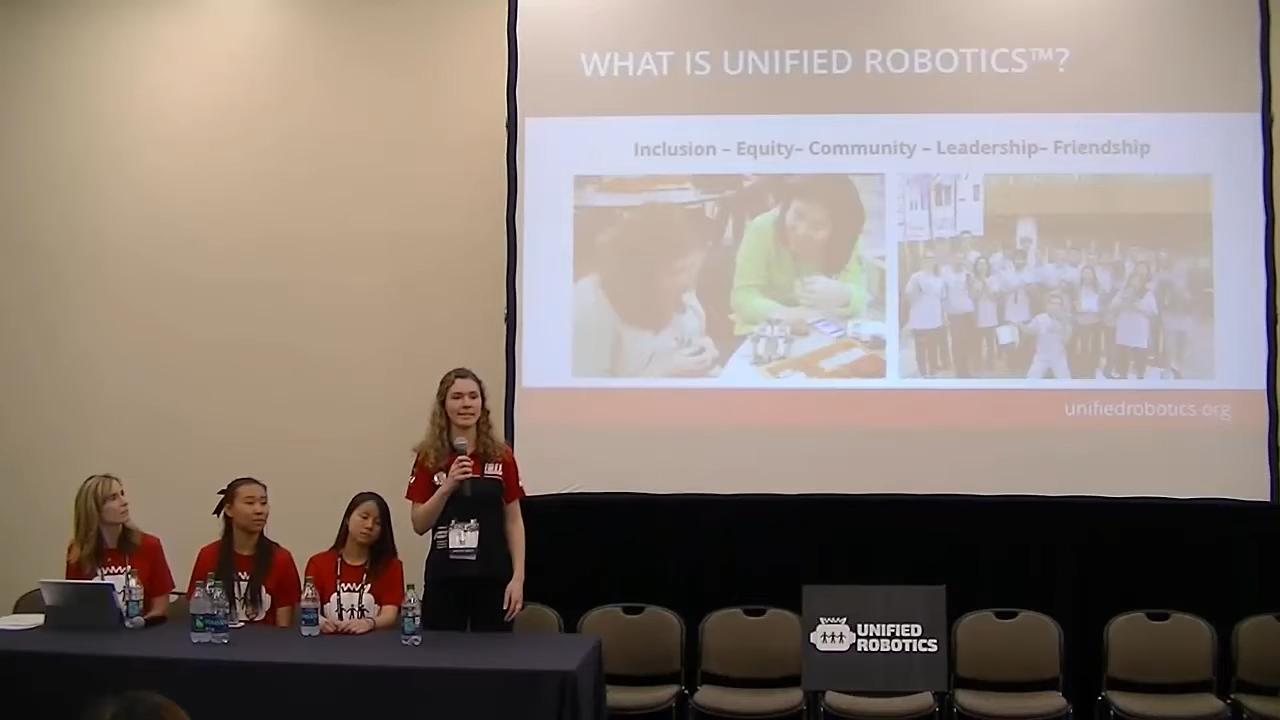 WHAT IS UNIFIED ROBOTICS™?
Inclusion – Equity– Community – Leadership– Friendship
unifiedrobotics.org
UNIFIED
ROBOTICS